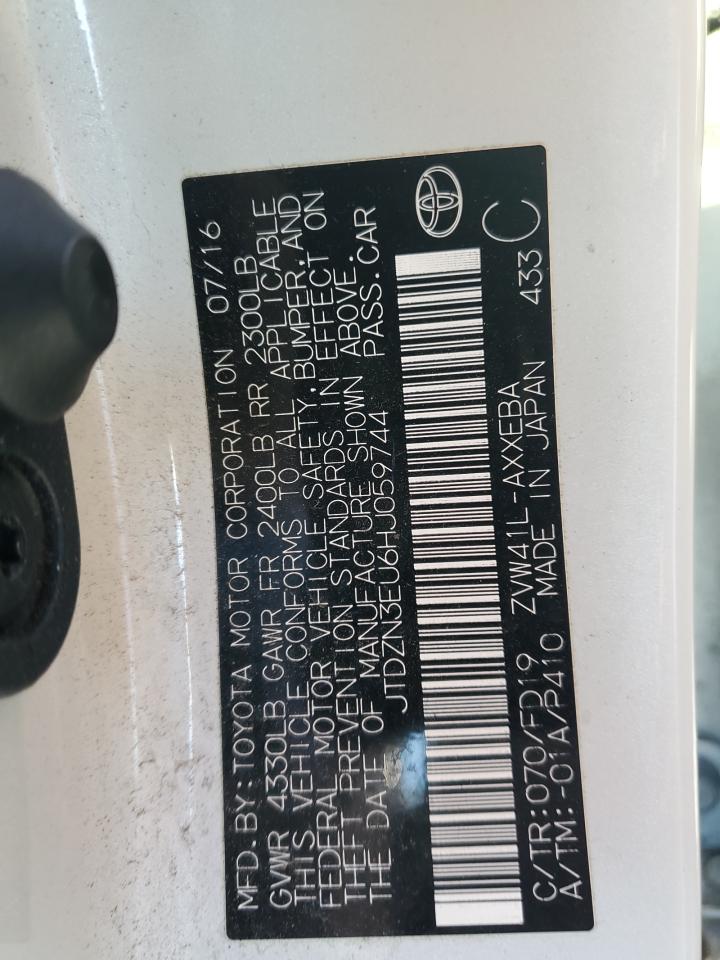 MFD.BY:TOYOTA MOTOR CORPORATION 07/16
GVWR 4330LB GAWR FR 2400LB RR 2300LB
THIS VEHICLE CONFORMS TO ALL APPLICABLE
FEDERAL MOTOR VEHICLE SAFETY, BUMPER, AND
THEFT PREVENTION STANDARDS IN EFFECT ON
THE DATE OF MANUFACTURE SHOWN ABOVE.
JTDZN3EU6HJ059744 PASS.CAR
C/TR:070/FD19 ZVW41L-AXXEBA
A/TM:-01A/P410 MADE IN JAPAN 433 C